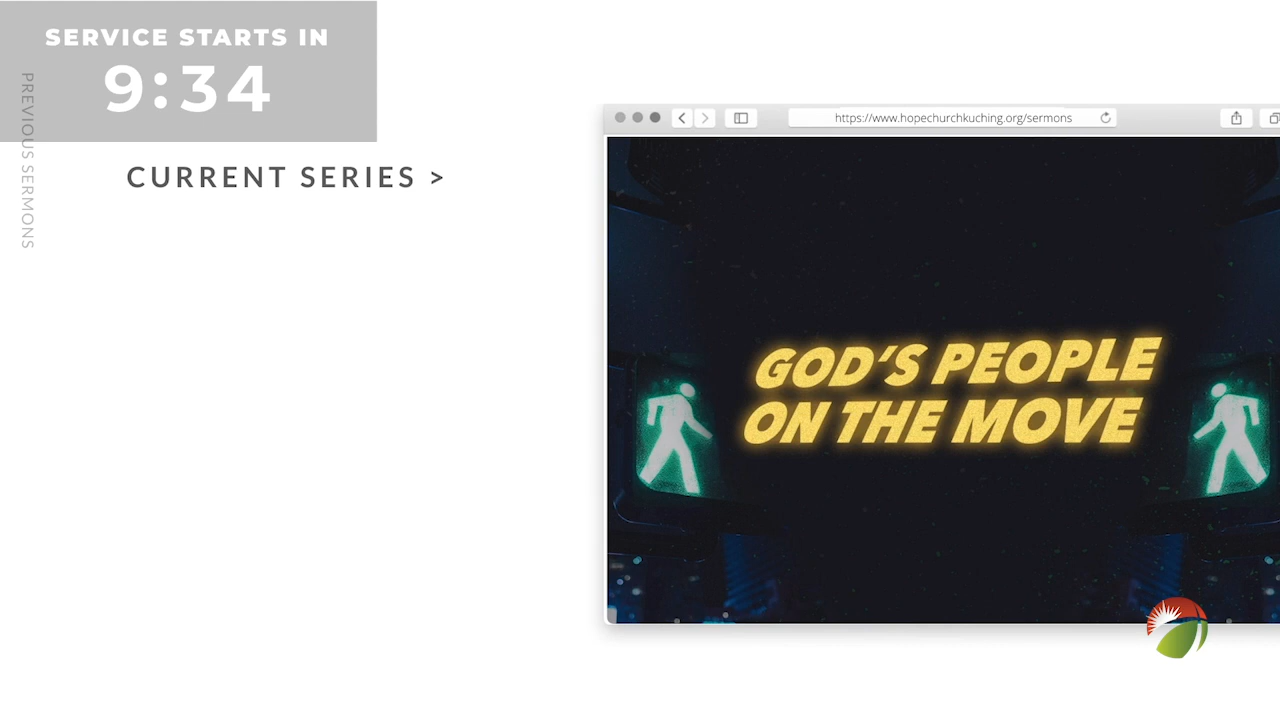 SERVICE STARTS IN
9:34
PREVIOUS SERMONS
CURRENT SERIES >
https://www.hopechurchkuching.org/sermons
GOD'S PEOPLE
ON THE MOVE